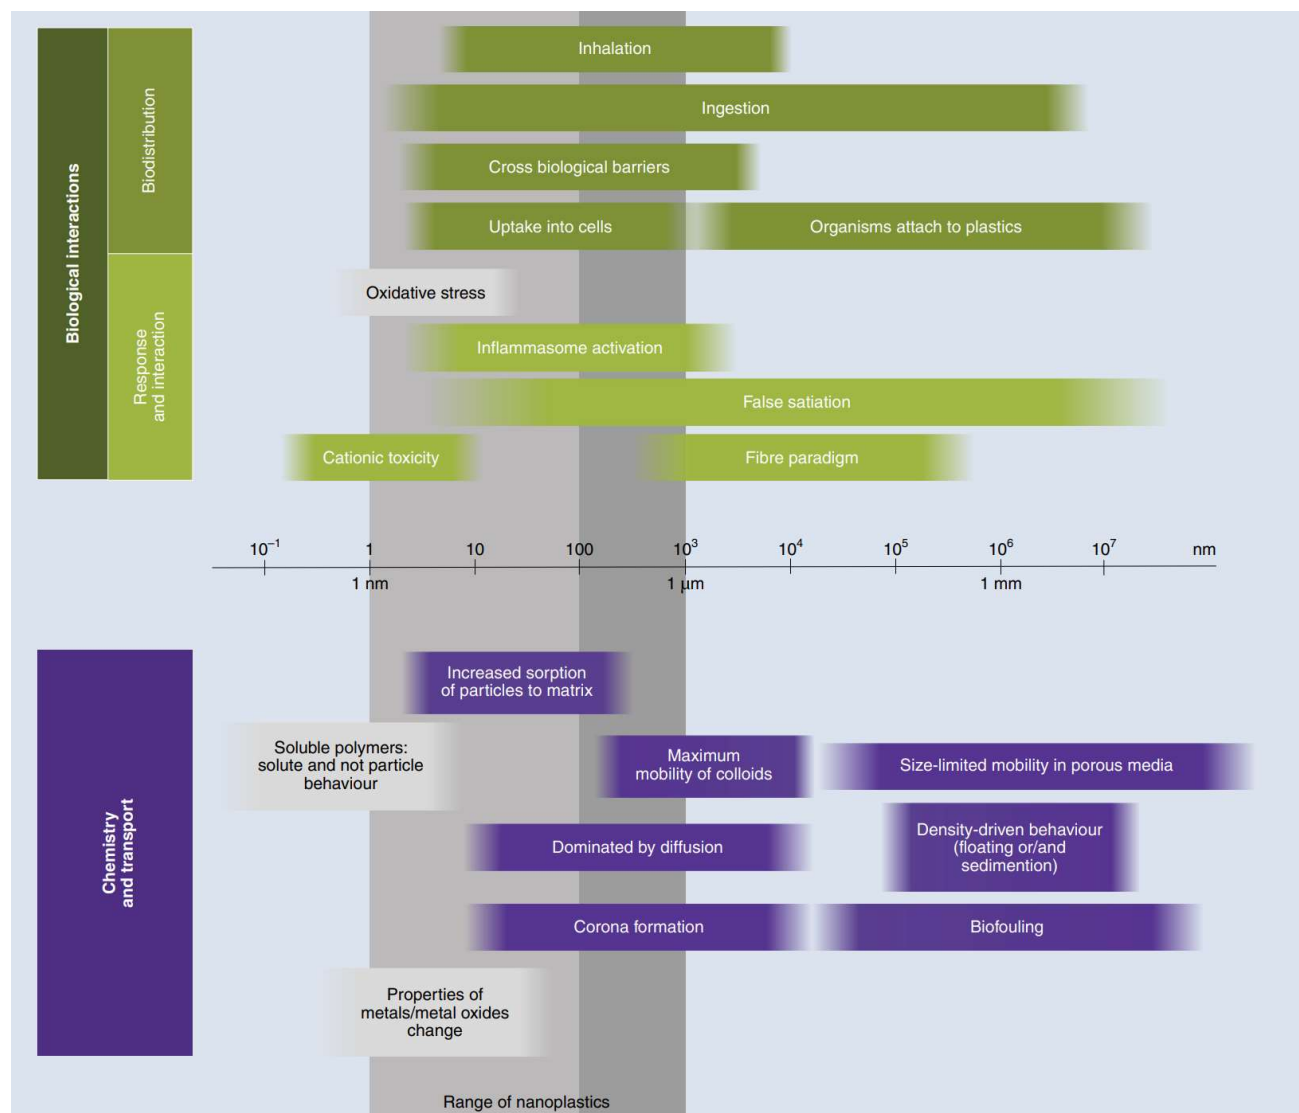 Inhalation
Ingestion
Cross biological barriers
Uptake into cells
Organisms attach to plastics
Oxidative stress
Inflammasome activation
False satiation
Cationic toxicity
Fibre paradigm
Biological interactions
Biodistribution
Response
and interaction
10⁻¹ 1 10 100 10³ 10⁴ 10⁵ 10⁶ 10⁷ nm
1 nm 1 μm 1 mm
Chemistry
and transport
Increased sorption
of particles to matrix
Soluble polymers:
solute and not particle
behaviour
Maximum
mobility of colloids
Size-limited mobility in porous media
Dominated by diffusion
Density-driven behaviour
(floating or/and
sedimention)
Corona formation
Biofouling
Properties of
metals/metal oxides
change
Range of nanoplastics